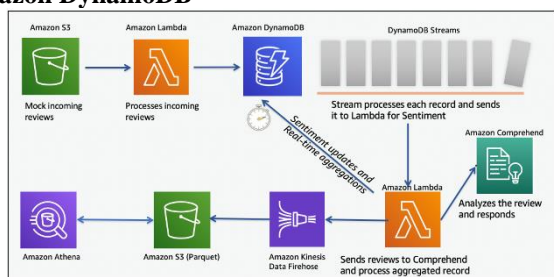 azon DynamoDB
Amazon S3
Amazon Lambda
Amazon DynamoDB
DynamoDB Streams
Mock incoming
reviews
Processes incoming
reviews
Stream processes each record and sends
it to Lambda for Sentiment
Sentiment updates and
Real-time aggregations
Amazon Comprehend
Analyzes the review
and responds
Amazon Lambda
Amazon Athena
Amazon S3 (Parquet)
Amazon Kinesis
Data Firehose
Sends reviews to Comprehend
and process aggregated record